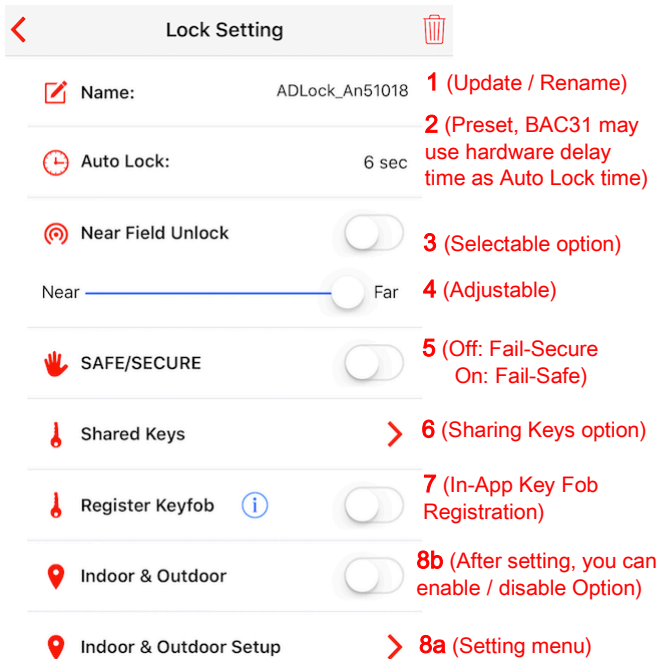 Lock Setting
Name: ADLock_An51018 1 (Update / Rename)
2 (Preset, BAC31 may
use hardware delay
time as Auto Lock time)
Auto Lock: 6 sec
Near Field Unlock
3 (Selectable option)
Near Far 4 (Adjustable)
5 (Off: Fail-Secure
On: Fail-Safe)
SAFE/SECURE
Shared Keys 6 (Sharing Keys option)
7 (In-App Key Fob
Registration)
Register Keyfob i
8b (After setting, you can
enable / disable Option)
Indoor & Outdoor
Indoor & Outdoor Setup 8a (Setting menu)